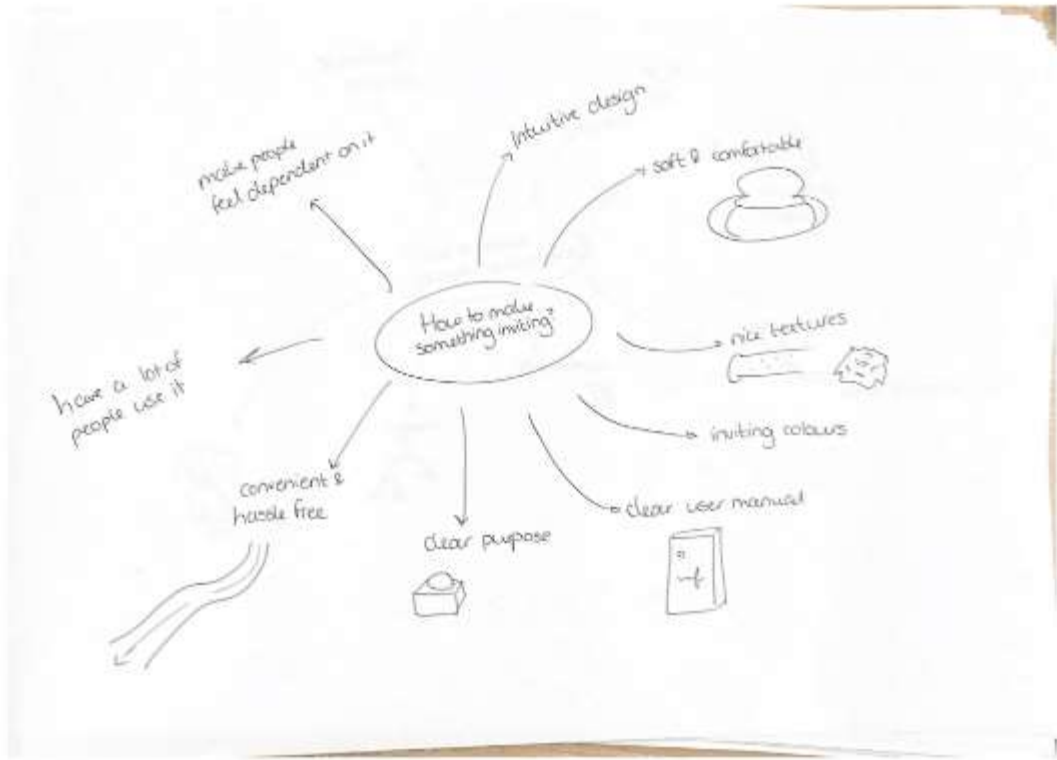 How to make
something inviting?
Intuitive design
soft & comfortable
nice textures
inviting colours
clear user manual
clear purpose
convenient &
hassle free
have a lot of
people use it
make people
feel dependent on it